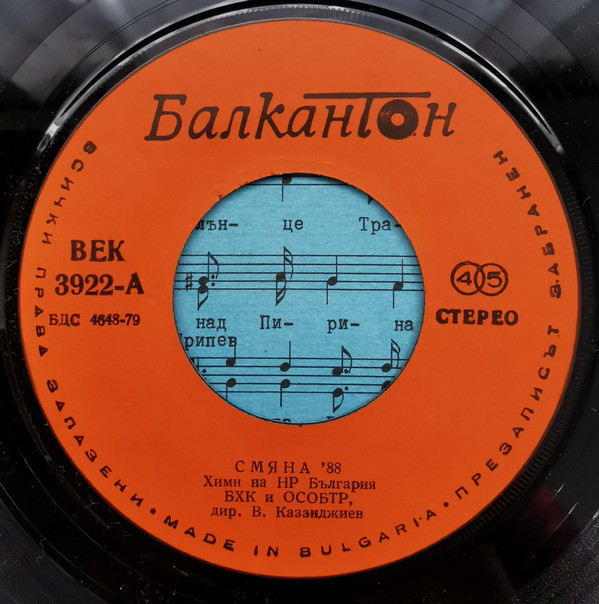 БалканТон
ВСИЧКИ ПРАВА ЗАПАЗЕНИ • MADE IN BULGARIA • ПРЕЗАПИСЪТ ЗАБРАНЕН
ВЕК
3922-А
БДС 4648-79
45
СТЕРЕО
лън- це Тра-
над Пи- ри- на
рипев
СМЯНА '88
Химн на НР България
БХК и ОСОБТР,
дир. В. Казанджиев